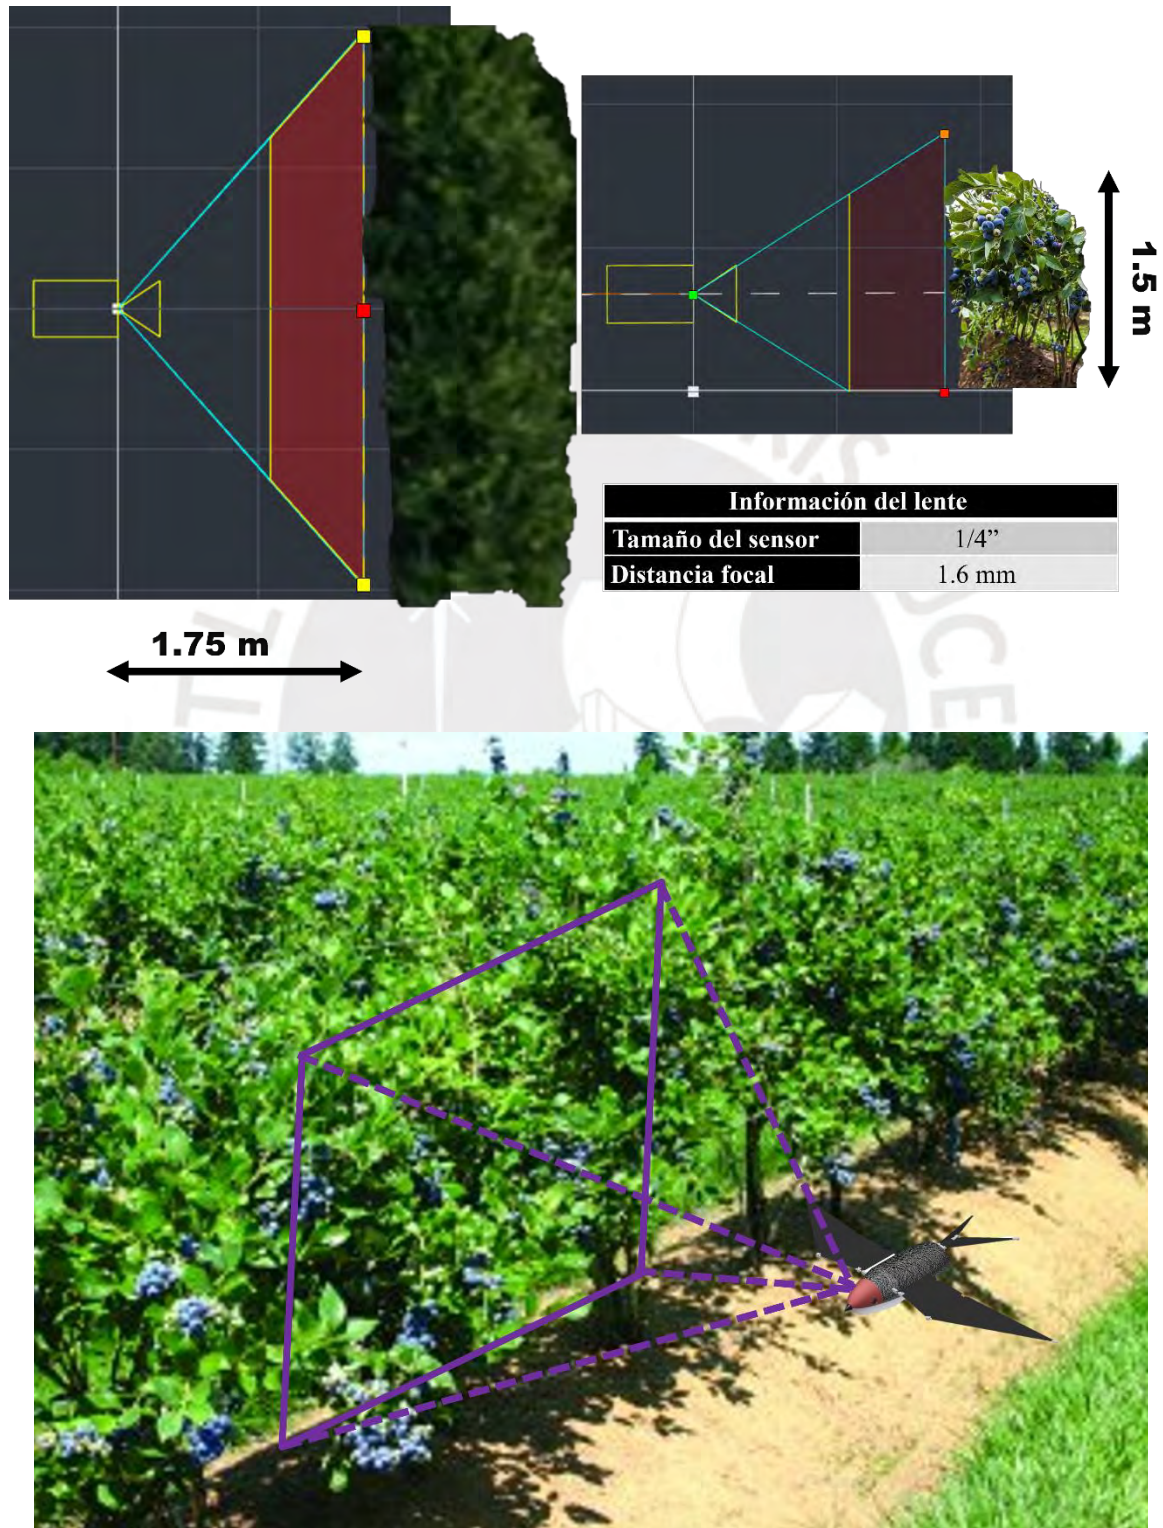 1.5 m
Información del lente
Tamaño del sensor 1/4”
Distancia focal 1.6 mm
1.75 m